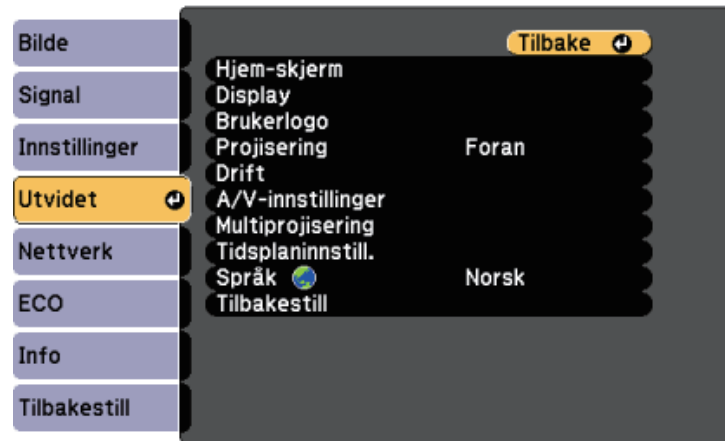 Bilde
Signal
Innstillinger
Utvidet
Nettverk
ECO
Info
Tilbakestill
Tilbake
Hjem-skjerm
Display
Brukerlogo
Projisering Foran
Drift
A/V-innstillinger
Multiprojisering
Tidsplaninnstill.
Språk Norsk
Tilbakestill